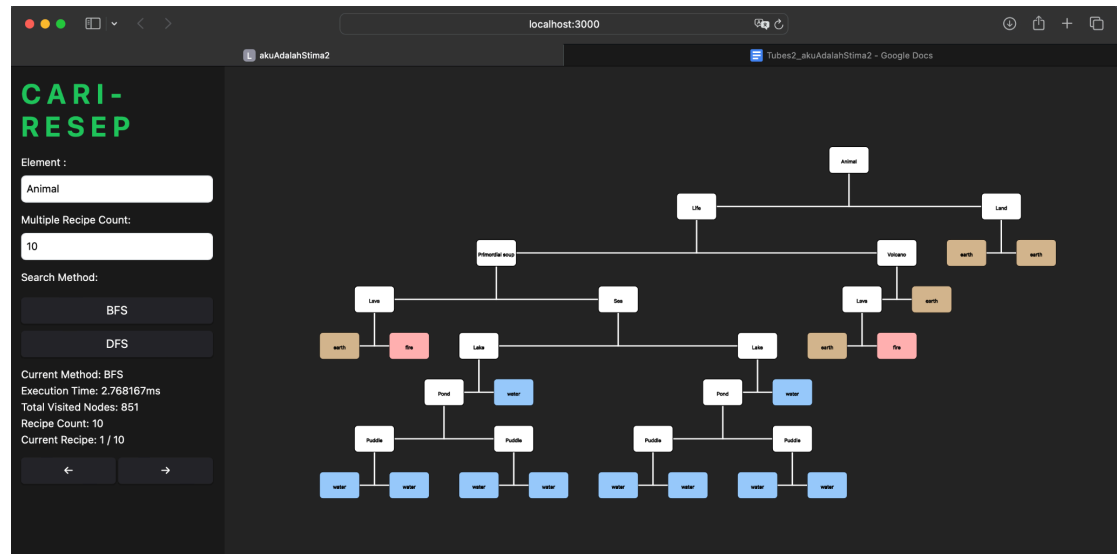 localhost:3000
L akuAdalahStima2
Tubes2_akuAdalahStima2 - Google Docs
CARI-
RESEP
Element :
Animal
Multiple Recipe Count:
10
Search Method:
BFS
DFS
Current Method: BFS
Execution Time: 2.768167ms
Total Visited Nodes: 851
Recipe Count: 10
Current Recipe: 1 / 10
← →
Animal
Life Land
Primordial soup Volcano earth earth
Lava Sea Lava earth
earth fire Lake Lake earth fire
Pond water Pond water
Puddle Puddle Puddle Puddle
water water water water water water water water